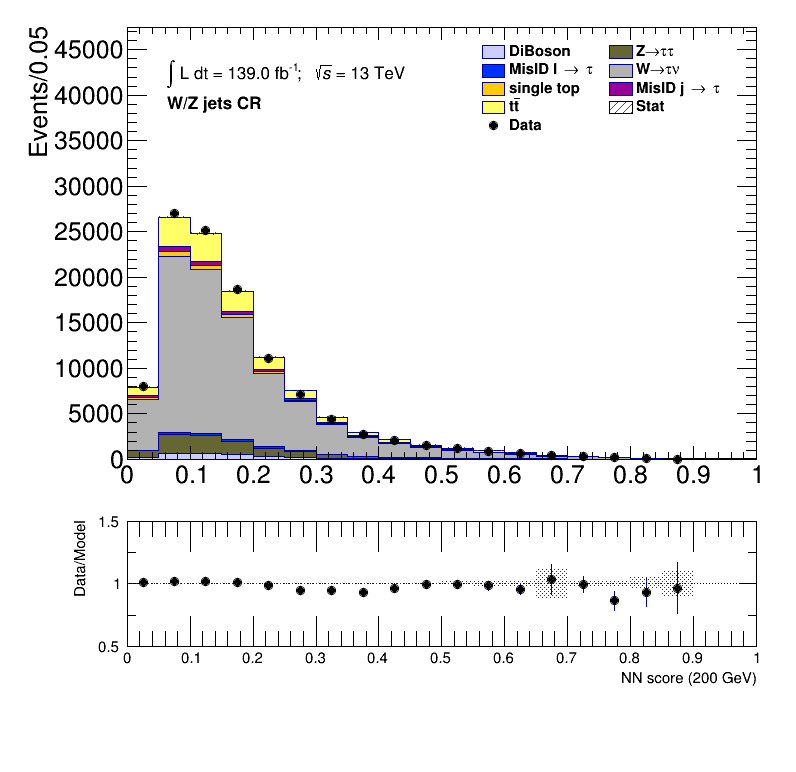 Events/0.05
45000
40000
35000
30000
25000
20000
15000
10000
5000
0
∫ L dt = 139.0 fb⁻¹; √s = 13 TeV
W/Z jets CR
DiBoson
MisID l → τ
single top
tt̄
Data
Z→ττ
W→τν
MisID j → τ
Stat
0 0.1 0.2 0.3 0.4 0.5 0.6 0.7 0.8 0.9 1
Data/Model
1.5
1
0.5
0 0.1 0.2 0.3 0.4 0.5 0.6 0.7 0.8 0.9 1
NN score (200 GeV)